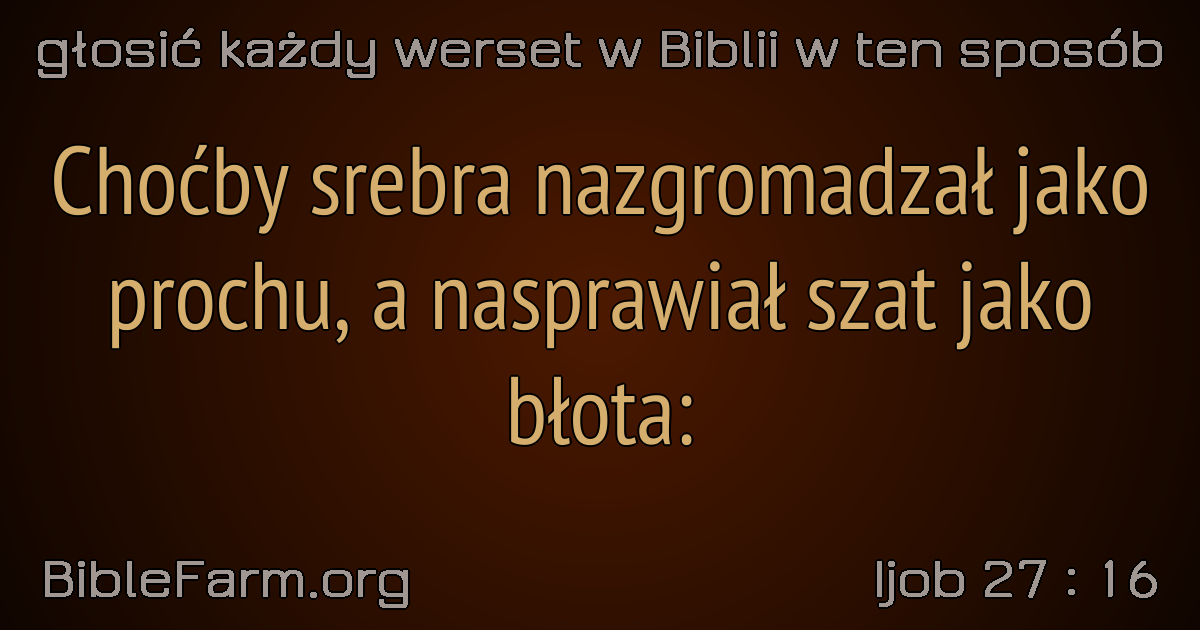 głosić każdy werset w Biblii w ten sposób
Choćby srebra nazgromadzał jako
prochu, a nasprawiał szat jako
błota:
BibleFarm.org
Ijob 27 : 16